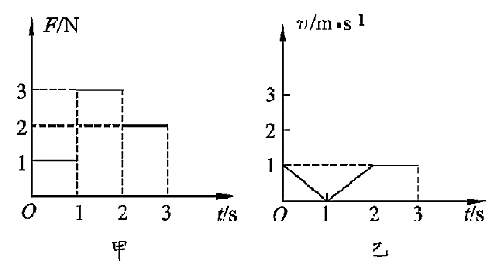 F/N
3
2
1
O 1 2 3 t/s
甲
v/m·s 1
3
2
1
O 1 2 3 t/s
乙